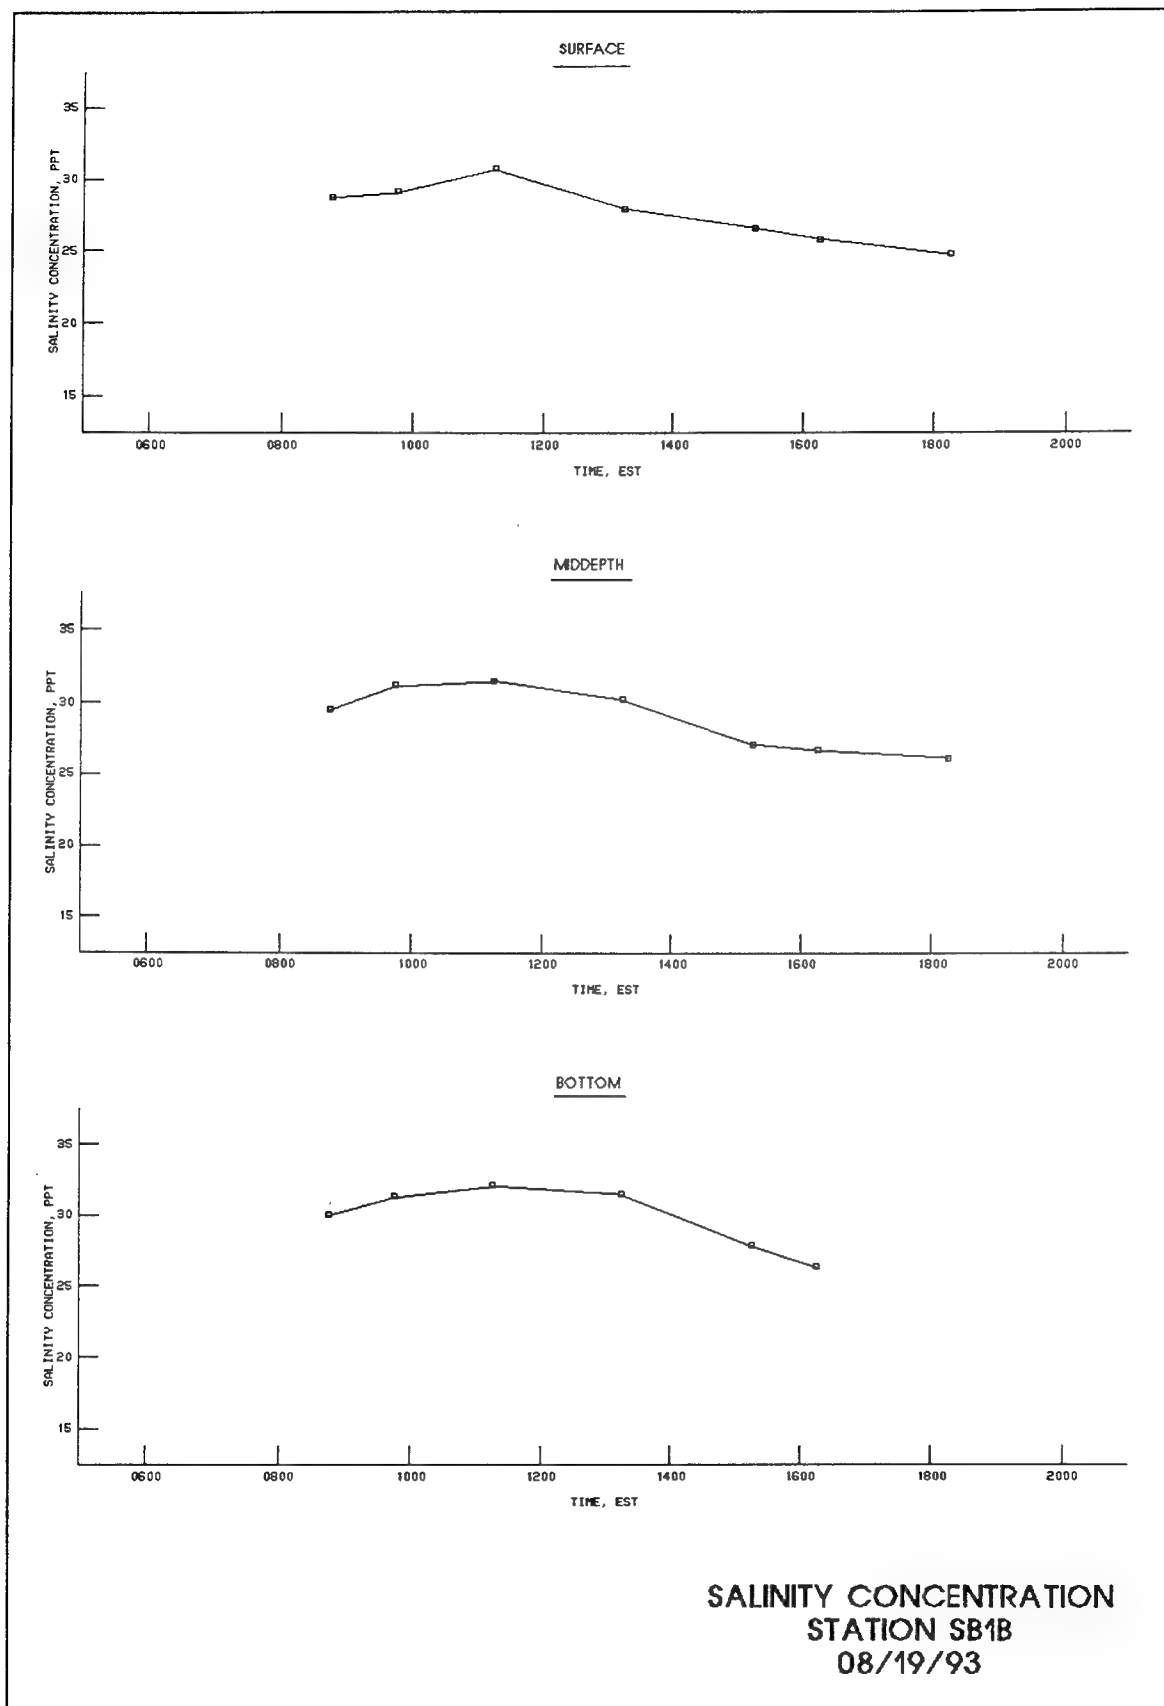 SURFACE
35
30
25
20
15
SALINITY CONCENTRATION, PPT
0600 0800 1000 1200 1400 1600 1800 2000
TIME, EST
MIDDEPTH
35
30
25
20
15
SALINITY CONCENTRATION, PPT
0600 0800 1000 1200 1400 1600 1800 2000
TIME, EST
BOTTOM
35
30
25
20
15
SALINITY CONCENTRATION, PPT
0600 0800 1000 1200 1400 1600 1800 2000
TIME, EST
SALINITY CONCENTRATION
STATION SB1B
08/19/93